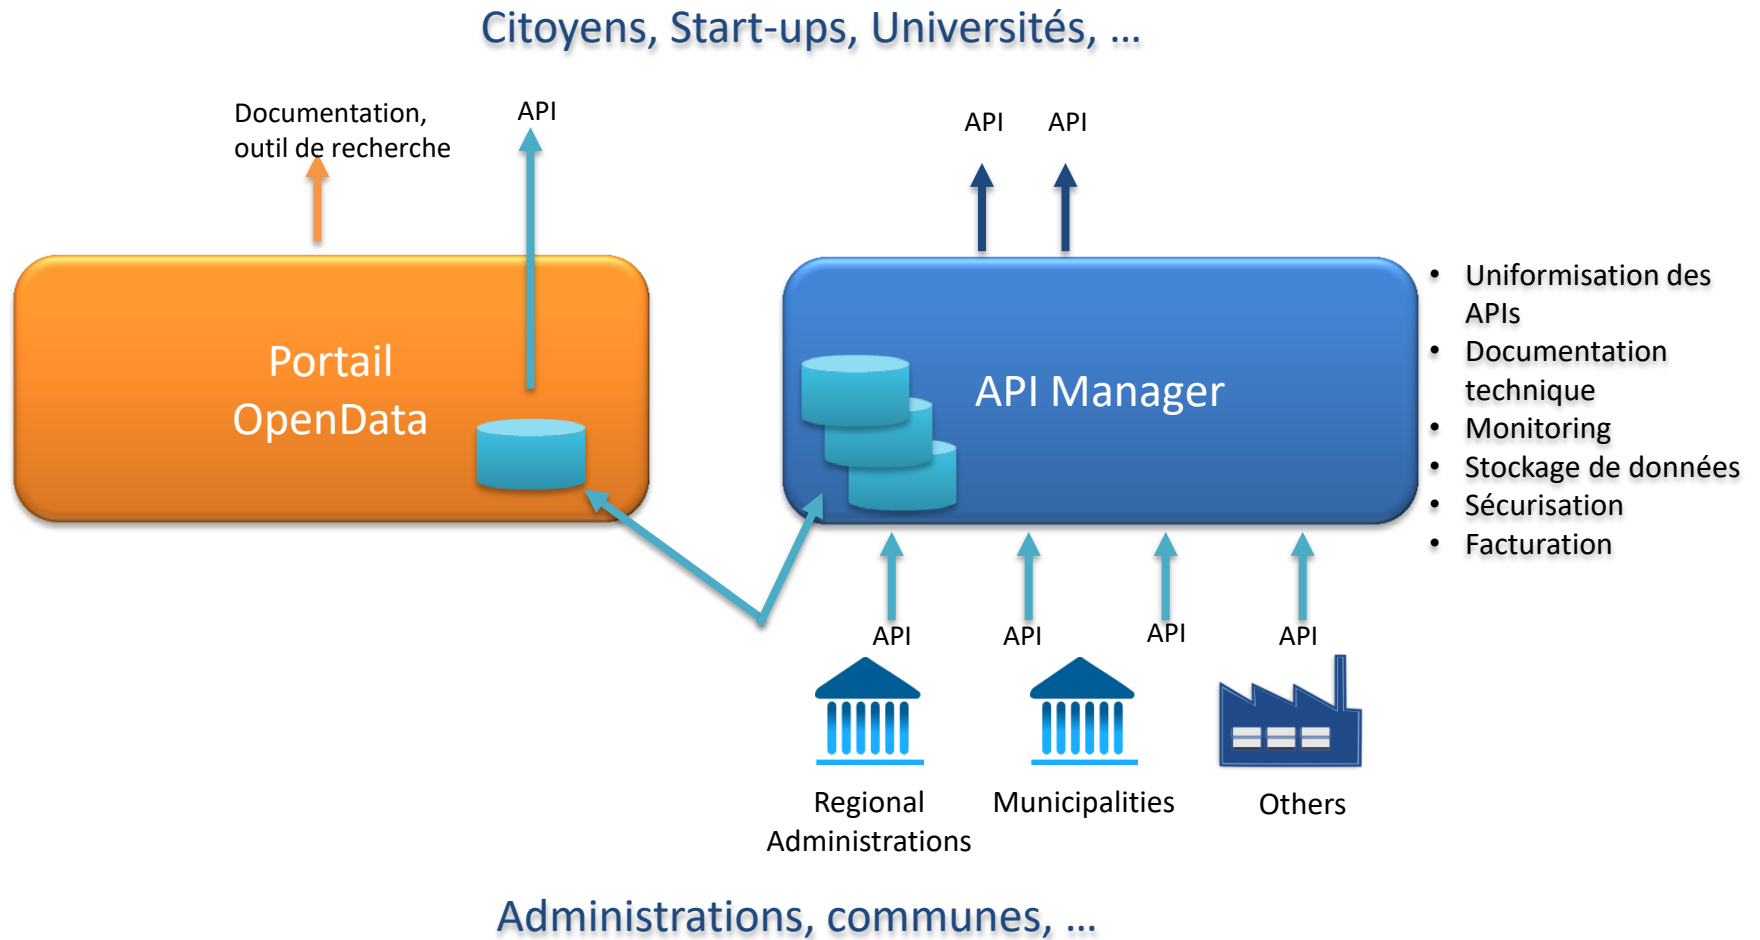 Citoyens, Start-ups, Universités, ...
Documentation,
outil de recherche
API
API
API
Portail
OpenData
API Manager
• Uniformisation des
APIs
• Documentation
technique
• Monitoring
• Stockage de données
• Sécurisation
• Facturation
API
API
API
API
Regional
Administrations
Municipalities
Others
Administrations, communes, ...